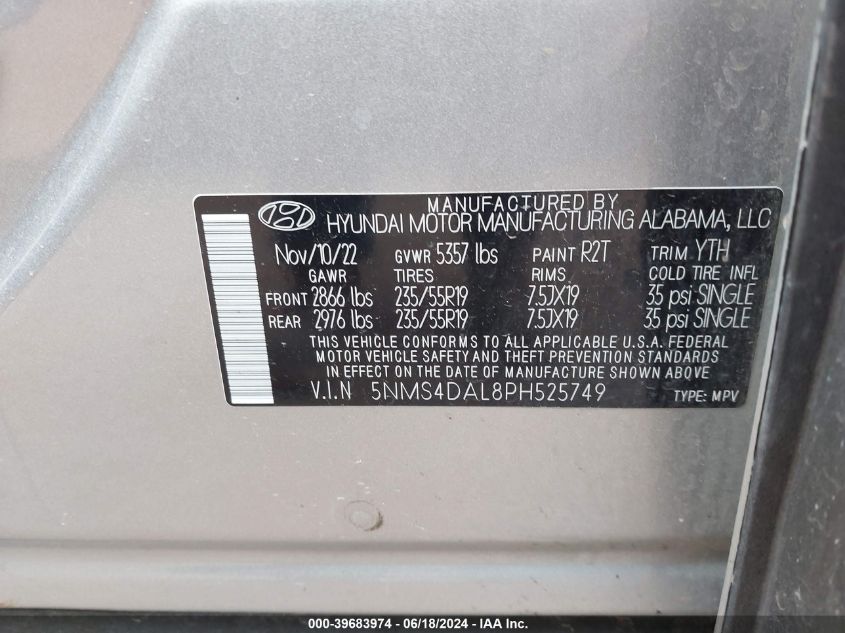 MANUFACTURED BY
HYUNDAI MOTOR MANUFACTURING ALABAMA, LLC
Nov/10/22 GVWR 5357 lbs PAINT R2T TRIM YTH
GAWR TIRES RIMS COLD TIRE INFL
FRONT 2866 lbs 235/55R19 7.5JX19 35 psi SINGLE
REAR 2976 lbs 235/55R19 7.5JX19 35 psi SINGLE
THIS VEHICLE CONFORMS TO ALL APPLICABLE U.S.A. FEDERAL
MOTOR VEHICLE SAFETY AND THEFT PREVENTION STANDARDS
IN EFFECT ON THE DATE OF MANUFACTURE SHOWN ABOVE
V.I.N 5NMS4DAL8PH525749 TYPE: MPV
000-39683974 / 06/18/2024 - IAA Inc.